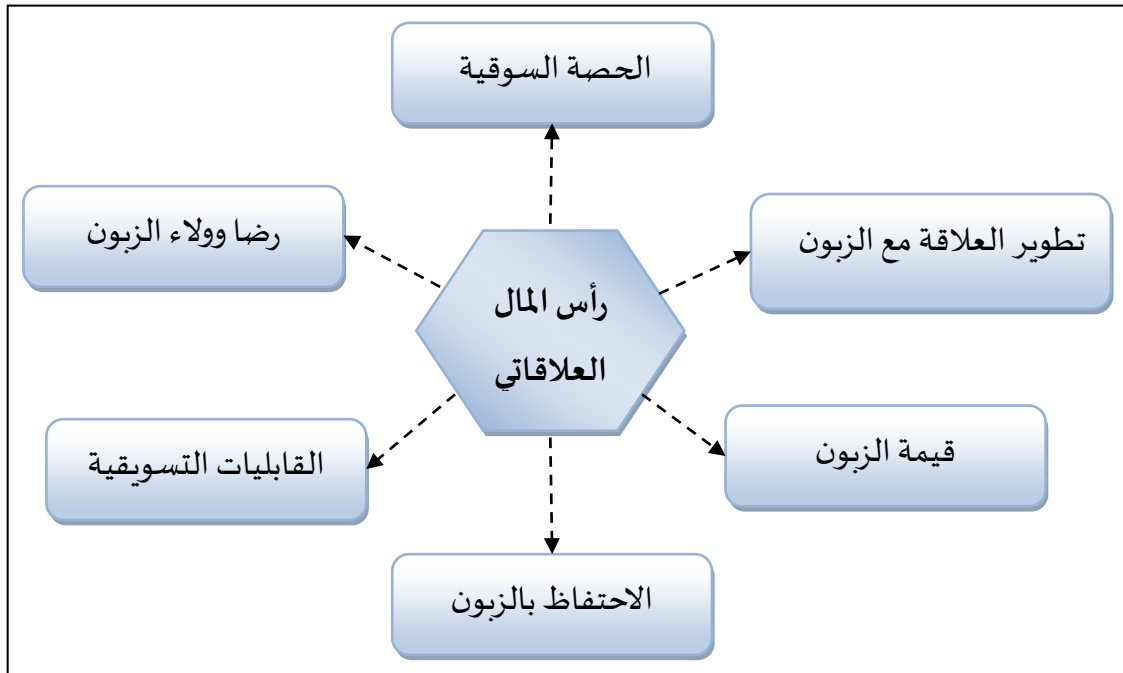 الحصة السوقية
تطوير العلاقة مع الزبون
رضا وولاء الزبون
رأس المال
العلاقاتي
قيمة الزبون
القابليات التسويقية
الاحتفاظ بالزبون